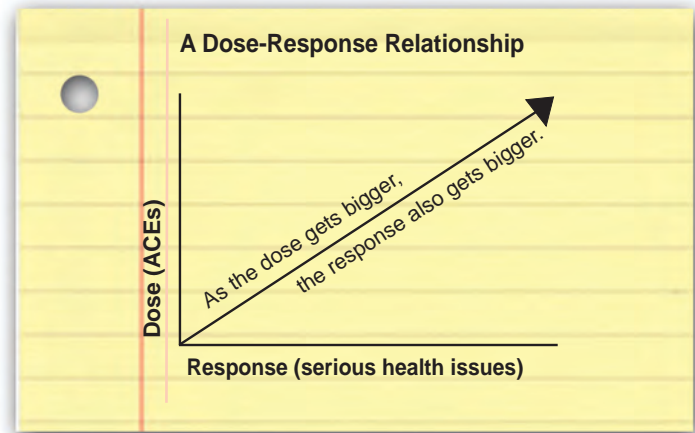 A Dose-Response Relationship
Dose (ACEs)
As the dose gets bigger,
the response also gets bigger.
Response (serious health issues)